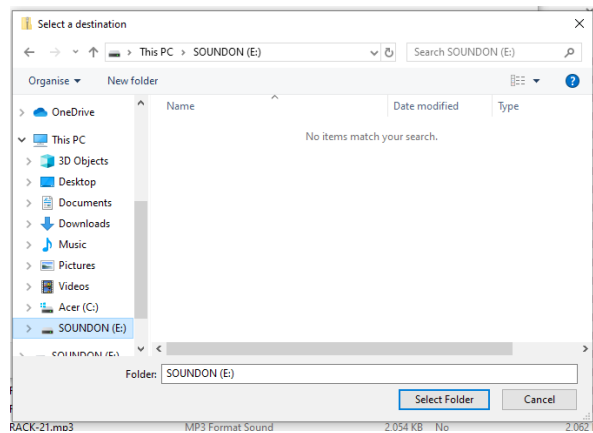 Select a destination
This PC > SOUNDON (E:)
Search SOUNDON (E:)
Organise
New folder
Name
Date modified
Type
No items match your search.
OneDrive
This PC
3D Objects
Desktop
Documents
Downloads
Music
Pictures
Videos
Acer (C:)
SOUNDON (E:)
SOUNDON (E:)
Folder: SOUNDON (E:)
Select Folder
Cancel
RACK-21.mp3 MP3 Format Sound 2.054 KB No 2.062